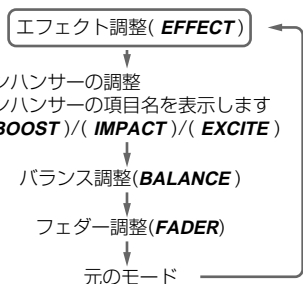 エフェクト調整( EFFECT )
ンハンサーの調整
ンハンサーの項目名を表示します
BOOST )/( IMPACT )/( EXCITE )
バランス調整(BALANCE )
フェダー調整(FADER)
元のモード